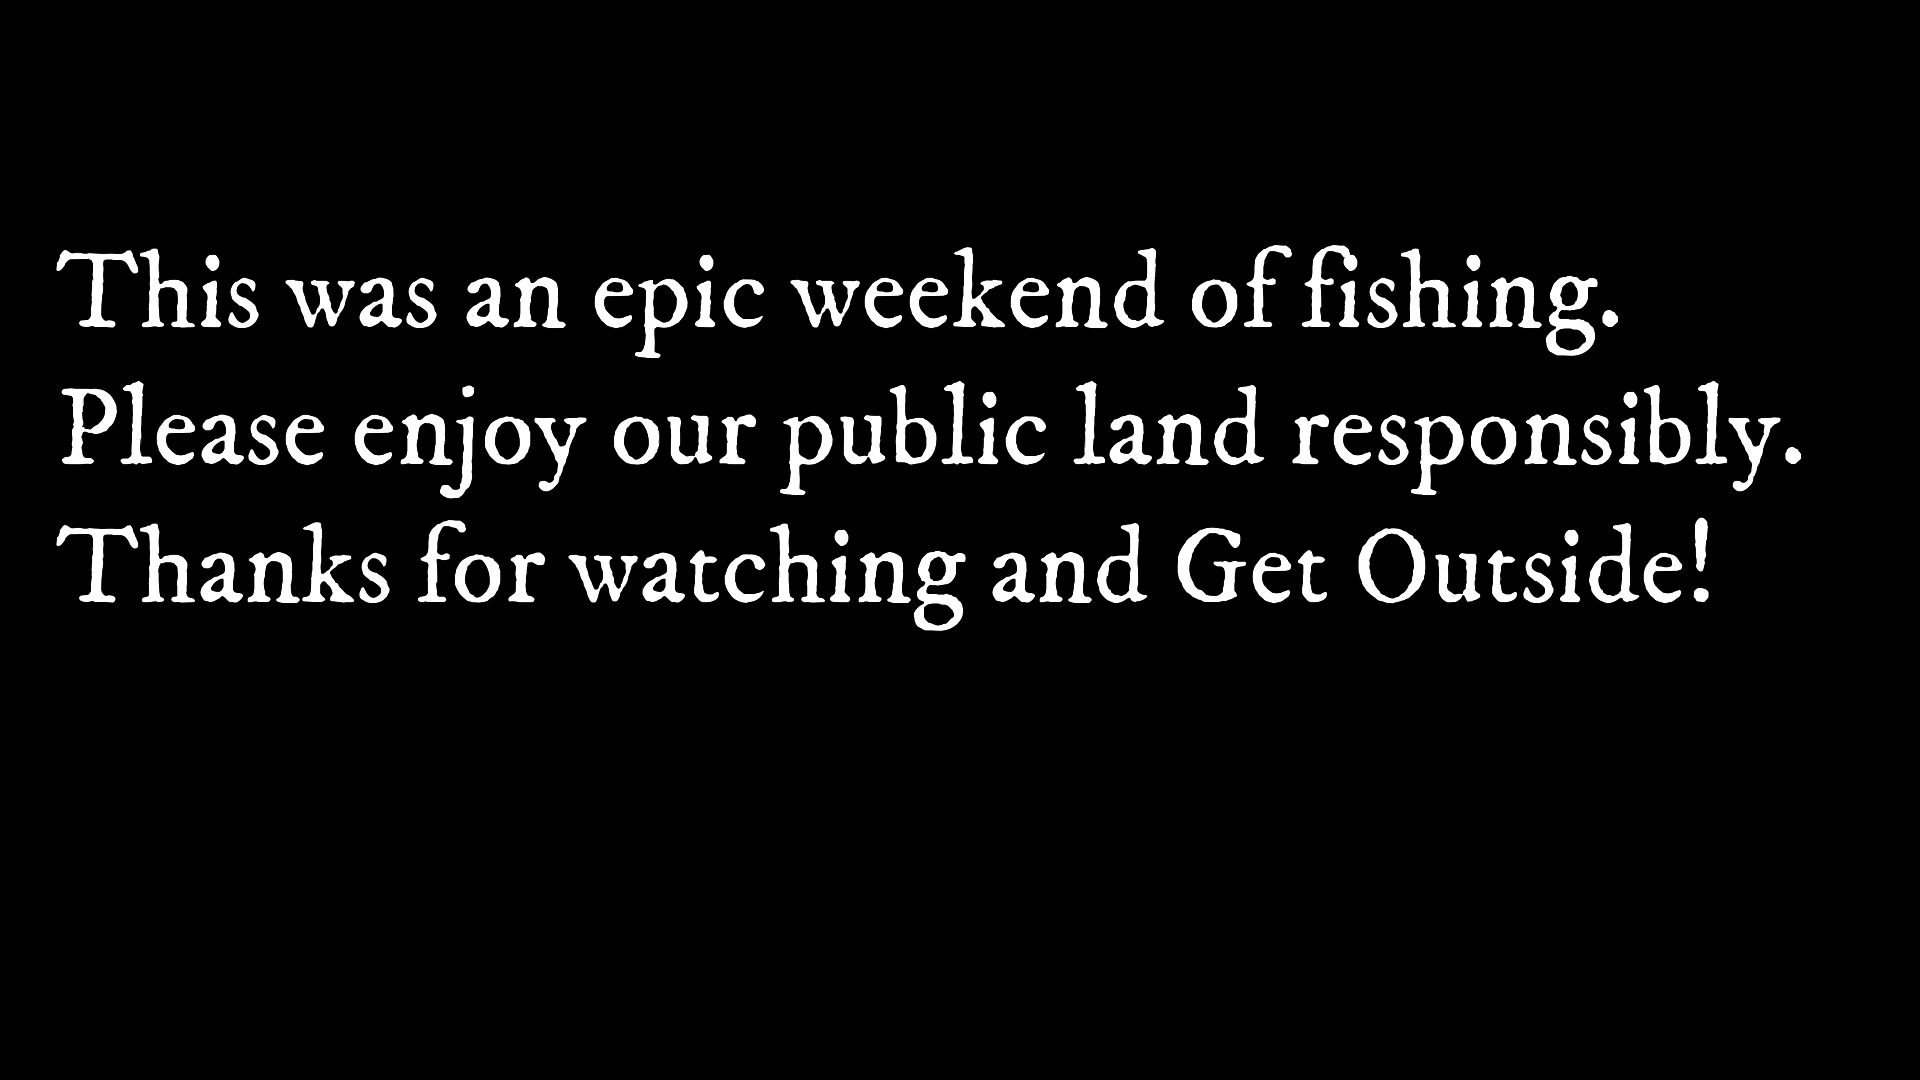 This was an epic weekend of fishing.
Please enjoy our public land responsibly.
Thanks for watching and Get Outside!